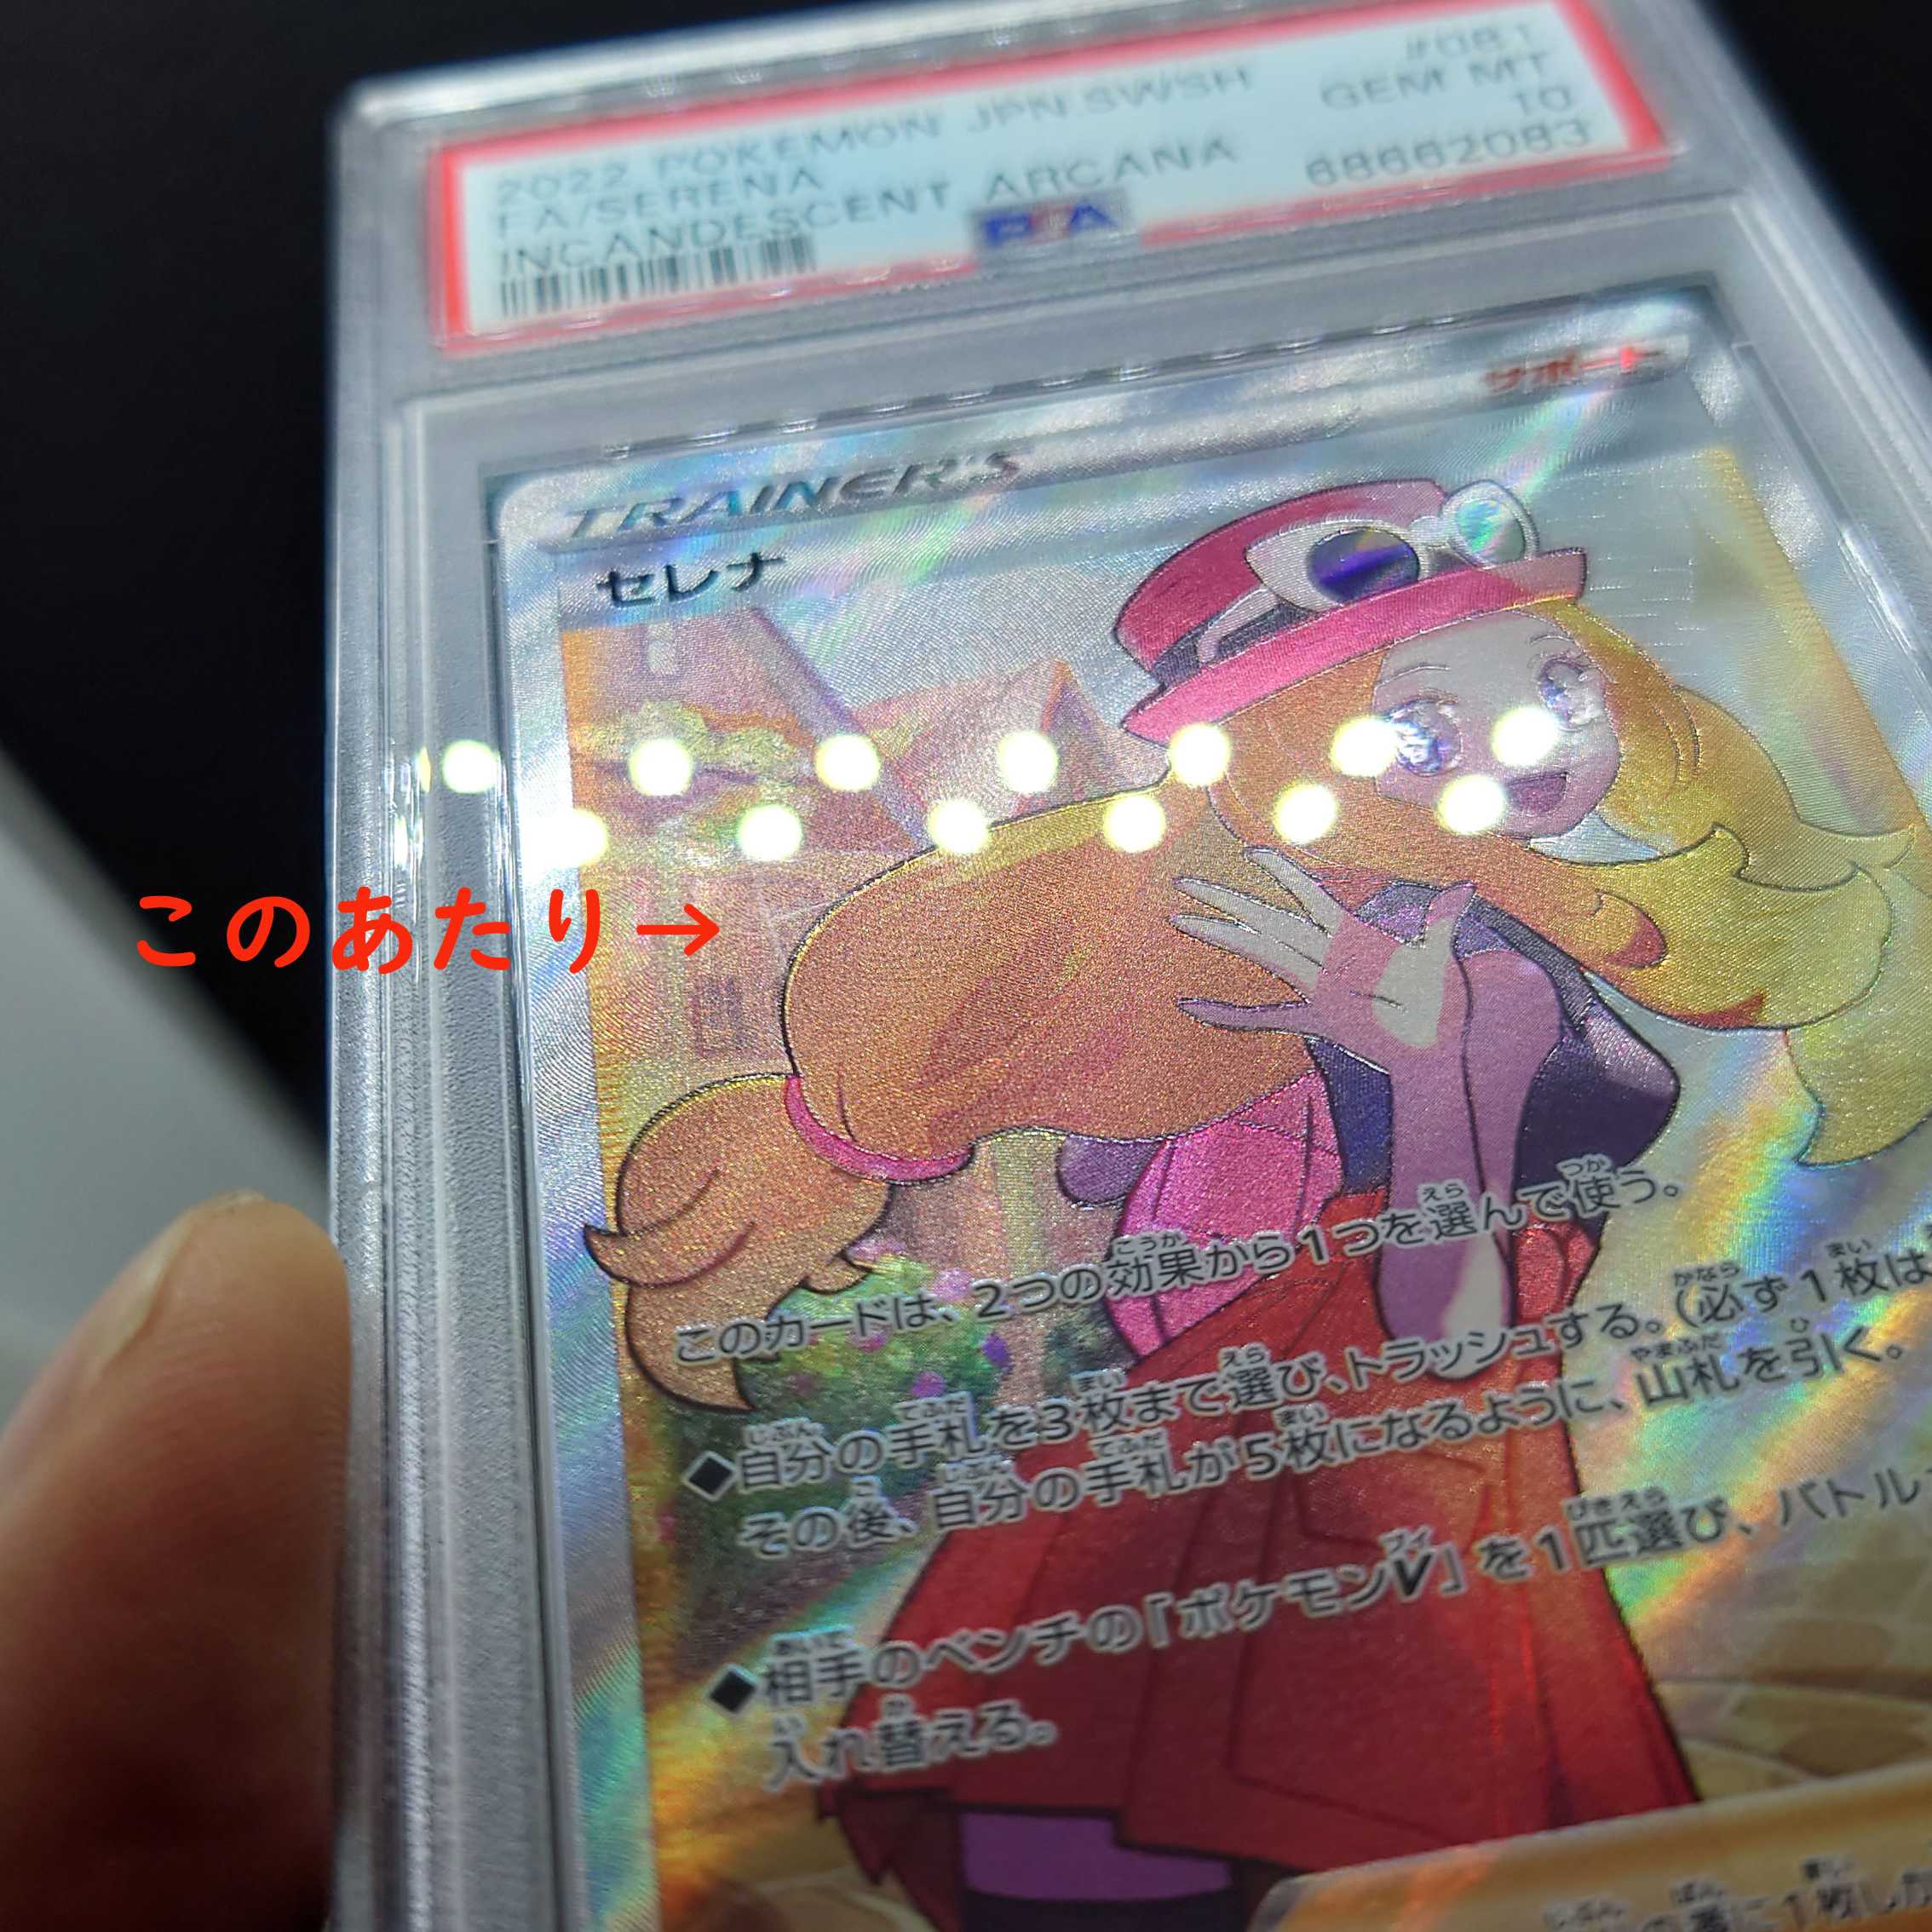 2022 POKEMON JPN.SWSH
#081
FA/SERENA
GEM MT
INCANDESCENT ARCANA
10
68662083
PSA
サポート
TRAINER'S
セレナ
このあたり→
このカードは、2つの効果から1つを選んで使う。
◆自分の手札を3枚まで選び、トラッシュする。(必ず1枚は
その後、自分の手札が5枚になるように、山札を引く。
◆相手のベンチの「ポケモンV」を1匹選び、バトル
入れ替える。